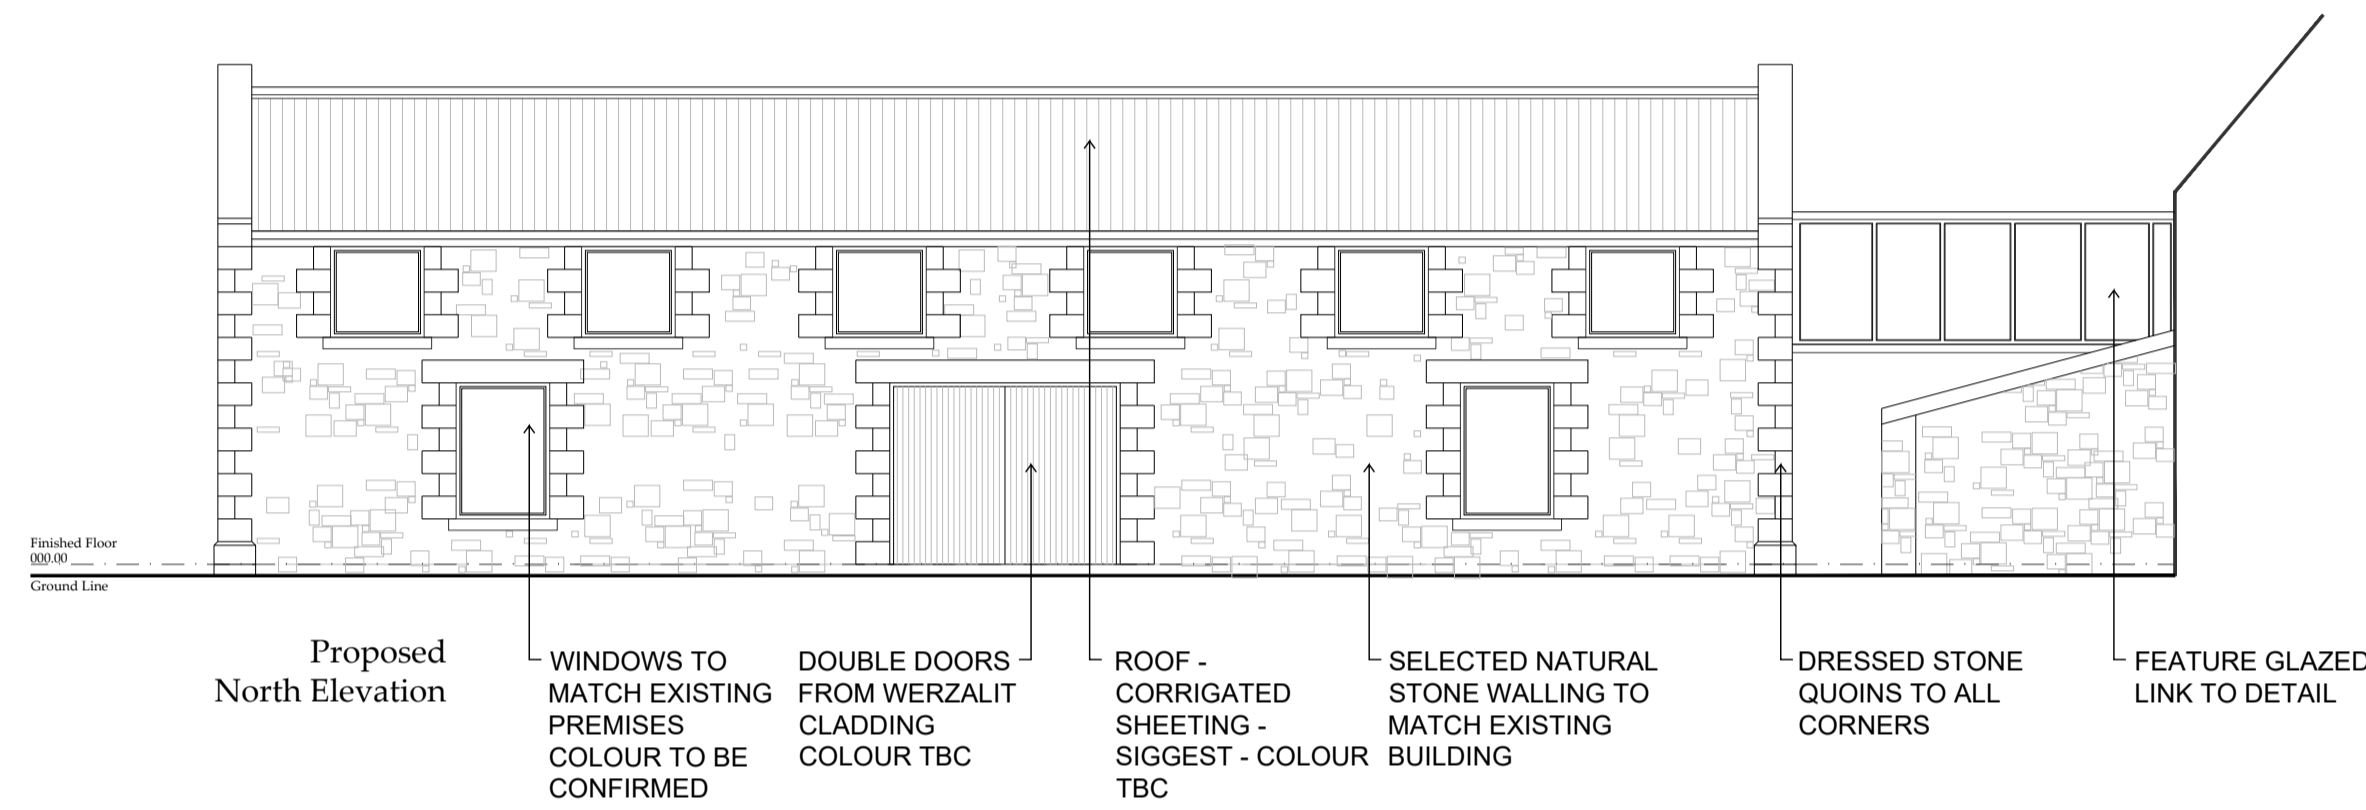 Finished Floor
000.00
Ground Line
Proposed
North Elevation
WINDOWS TO
MATCH EXISTING
PREMISES
COLOUR TO BE
CONFIRMED
DOUBLE DOORS
FROM WERZALIT
CLADDING
COLOUR TBC
ROOF -
CORRIGATED
SHEETING -
SIGGEST - COLOUR
TBC
SELECTED NATURAL
STONE WALLING TO
MATCH EXISTING
BUILDING
DRESSED STONE
QUOINS TO ALL
CORNERS
FEATURE GLAZED
LINK TO DETAIL